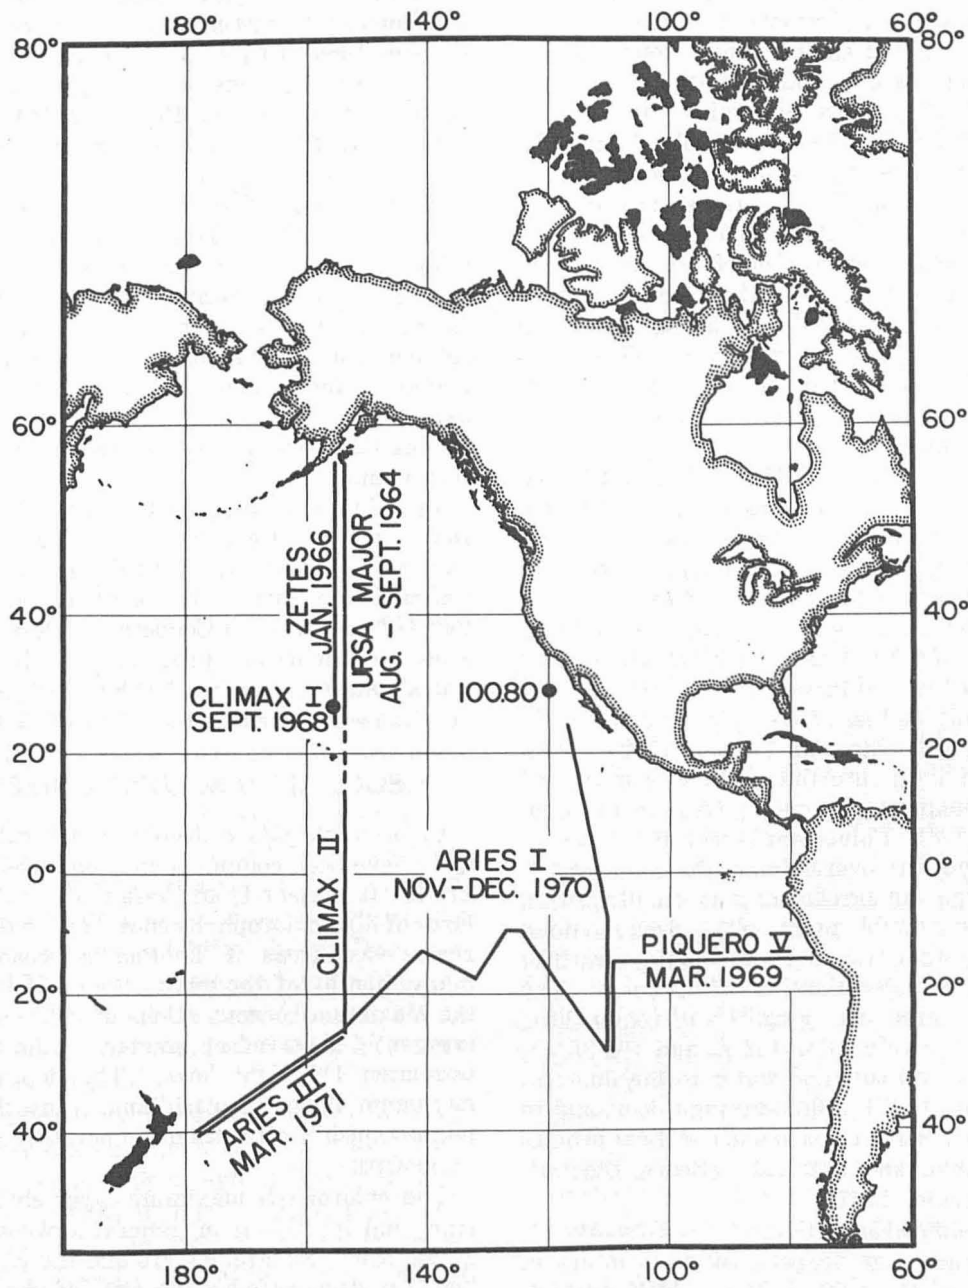 180° 140° 100° 60°
80° 80°
60° 60°
ZETES
JAN. 1966
URSA MAJOR
AUG. - SEPT. 1964
40° 40°
CLIMAX I
SEPT. 1968
10080
20° 20°
CLIMAX II
0° 0°
ARIES I
NOV.-DEC. 1970
PIQUERO V
MAR. 1969
20° 20°
ARIES III
MAR. 1971
40° 40°
180° 140° 100° 60°